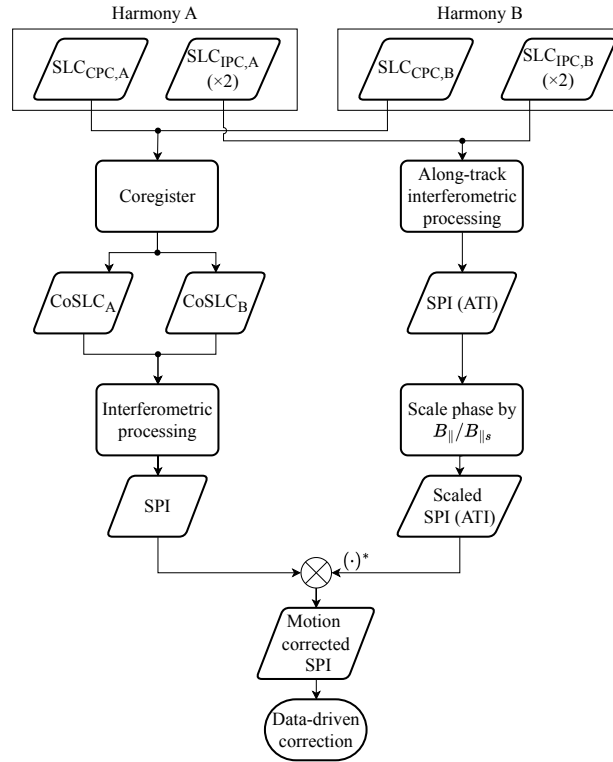 Harmony A
Harmony B
SLC_CPC,A
SLC_IPC,A
(×2)
SLC_CPC,B
SLC_IPC,B
(×2)
Coregister
Along-track
interferometric
processing
CoSLC_A
CoSLC_B
SPI (ATI)
Interferometric
processing
Scale phase by
B_∥/B_∥s
SPI
Scaled
SPI (ATI)
(·)*
Motion
corrected
SPI
Data-driven
correction